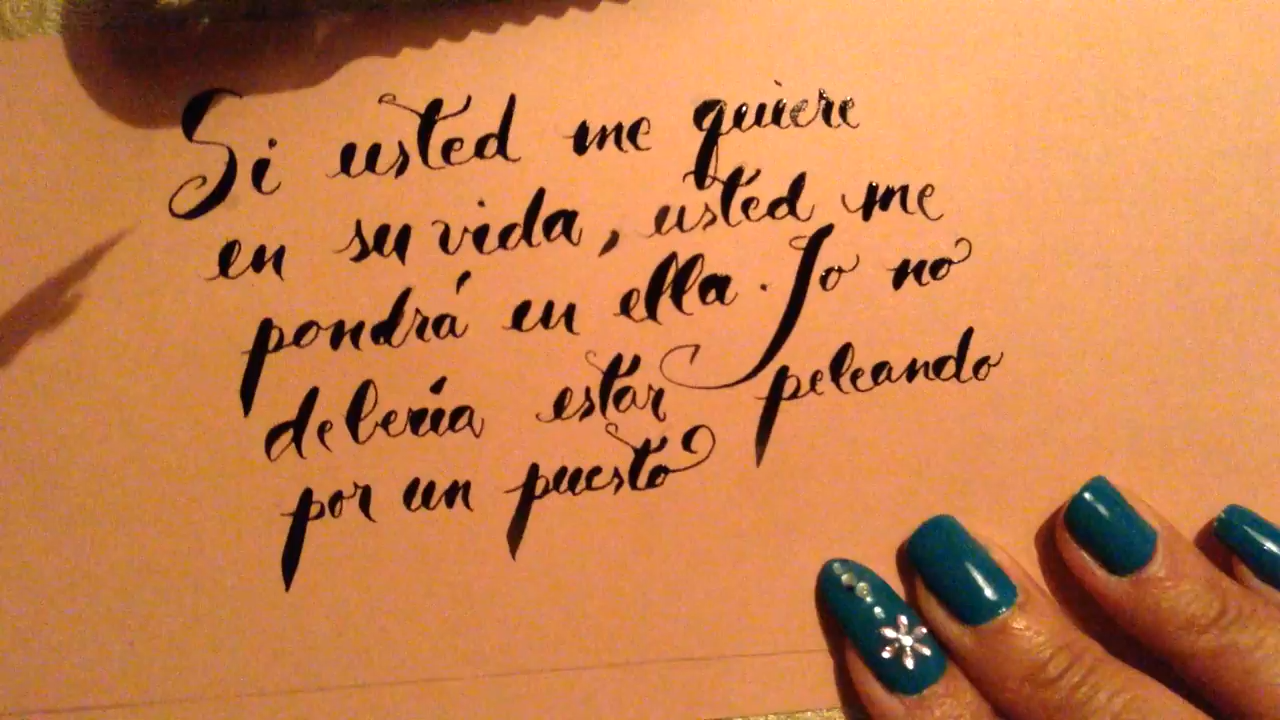 Si usted me quiere
en su vida, usted me
pondrá en ella. Yo no
debería estar peleando
por un puesto